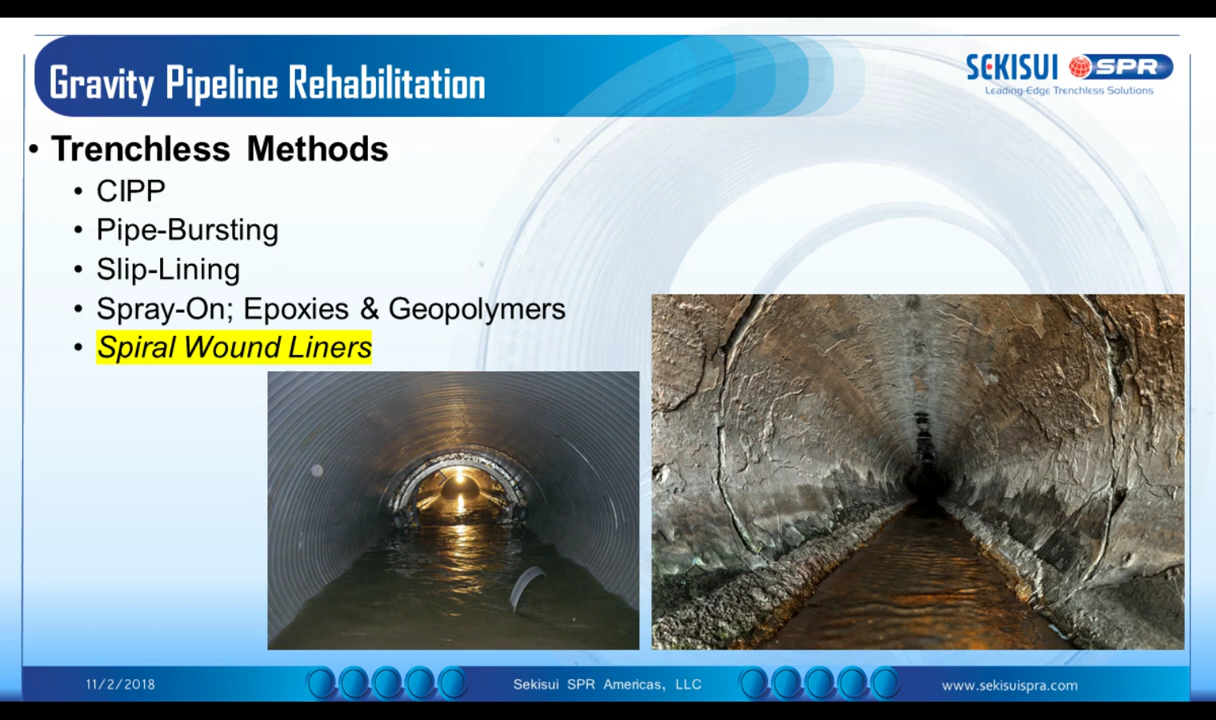 Gravity Pipeline Rehabilitation
SEKISUI SPR
Leading-Edge Trenchless Solutions
• Trenchless Methods
• CIPP
• Pipe-Bursting
• Slip-Lining
• Spray-On; Epoxies & Geopolymers
• Spiral Wound Liners
11/2/2018
Sekisui SPR Americas, LLC
www.sekisuispra.com